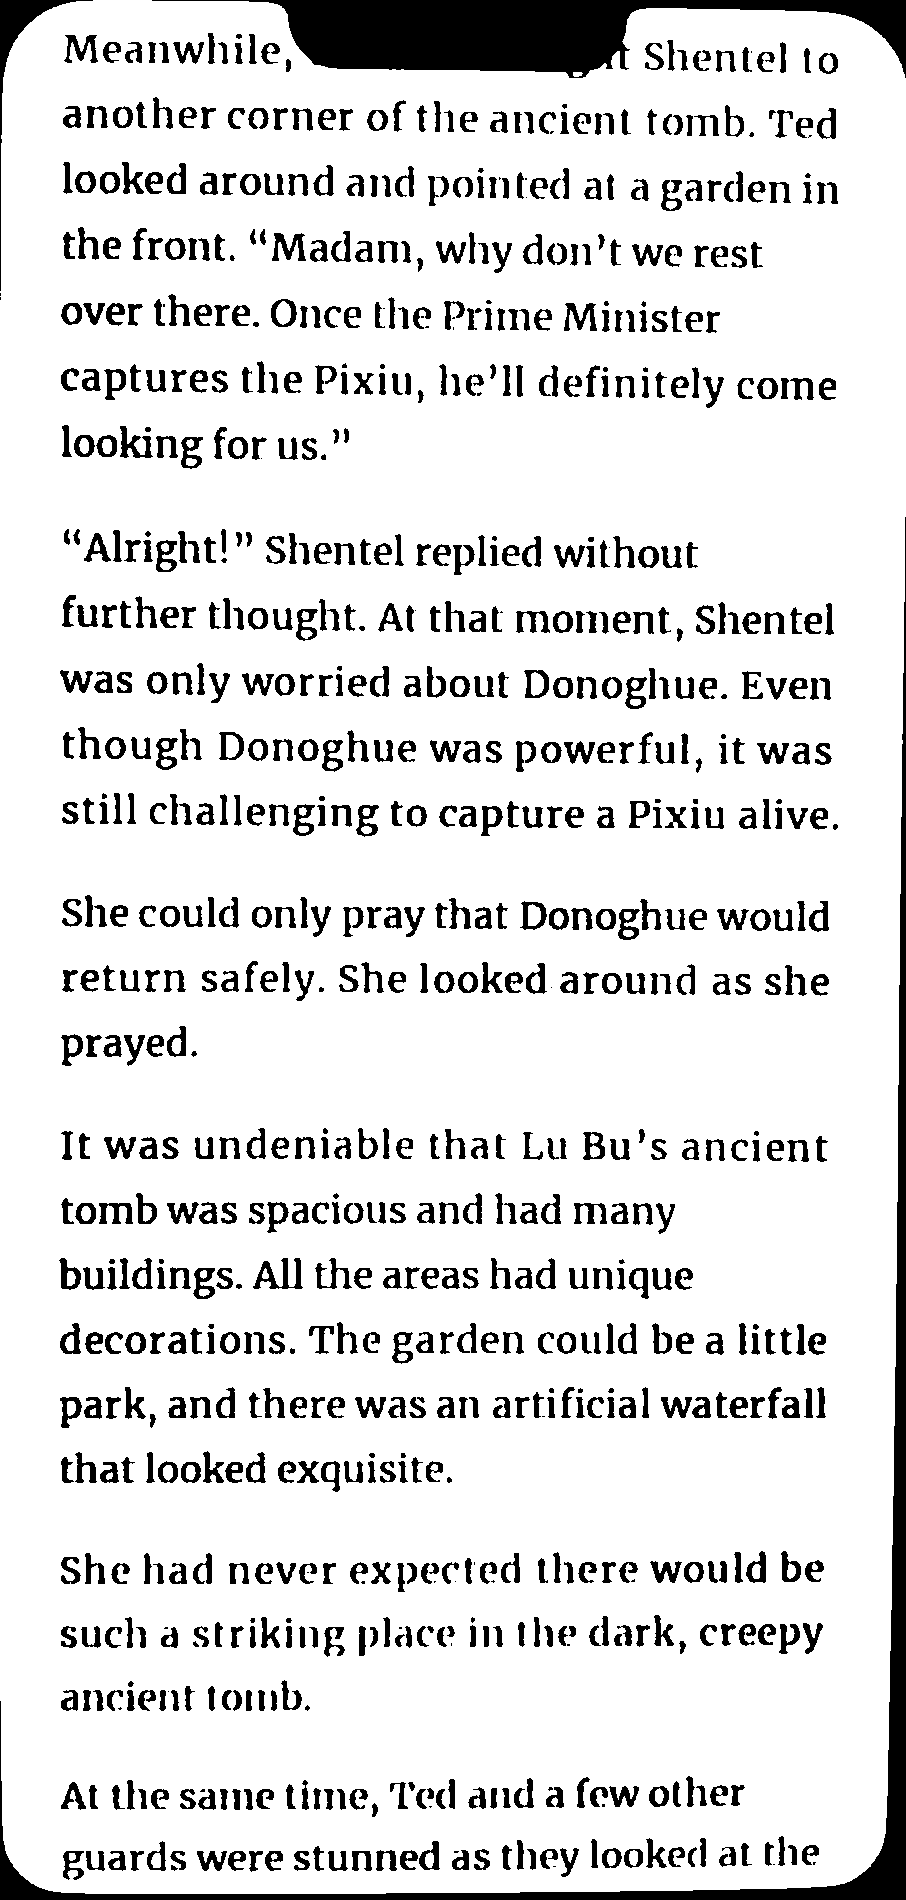 Meanwhile, Shentel to
another corner of the ancient tomb. Ted
looked around and pointed at a garden in
the front. “Madam, why don’t we rest
over there. Once the Prime Minister
captures the Pixiu, he’ll definitely come
looking for us.”
“Alright!” Shentel replied without
further thought. At that moment, Shentel
was only worried about Donoghue. Even
though Donoghue was powerful, it was
still challenging to capture a Pixiu alive.
She could only pray that Donoghue would
return safely. She looked around as she
prayed.
It was undeniable that Lu Bu’s ancient
tomb was spacious and had many
buildings. All the areas had unique
decorations. The garden could be a little
park, and there was an artificial waterfall
that looked exquisite.
She had never expected there would be
such a striking place in the dark, creepy
ancient tomb.
At the same time, Ted and a few other
guards were stunned as they looked at the